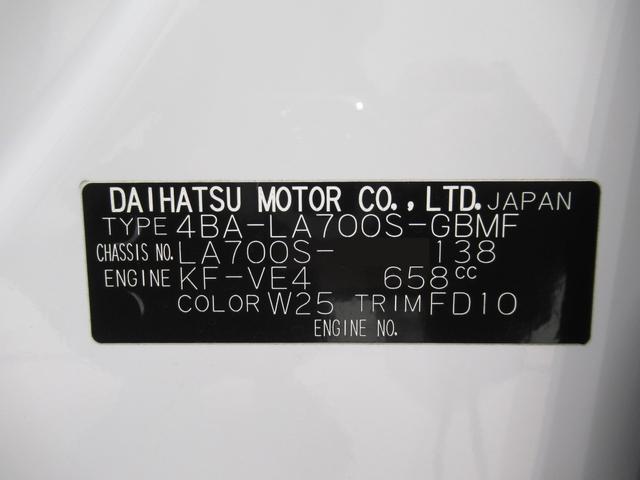 DAIHATSU MOTOR CO., LTD. JAPAN
TYPE 4BA-LA700S-GBMF
CHASSIS NO. LA700S- 138
ENGINE KF-VE4 658cc
COLOR W25 TRIM FD10
ENGINE NO.